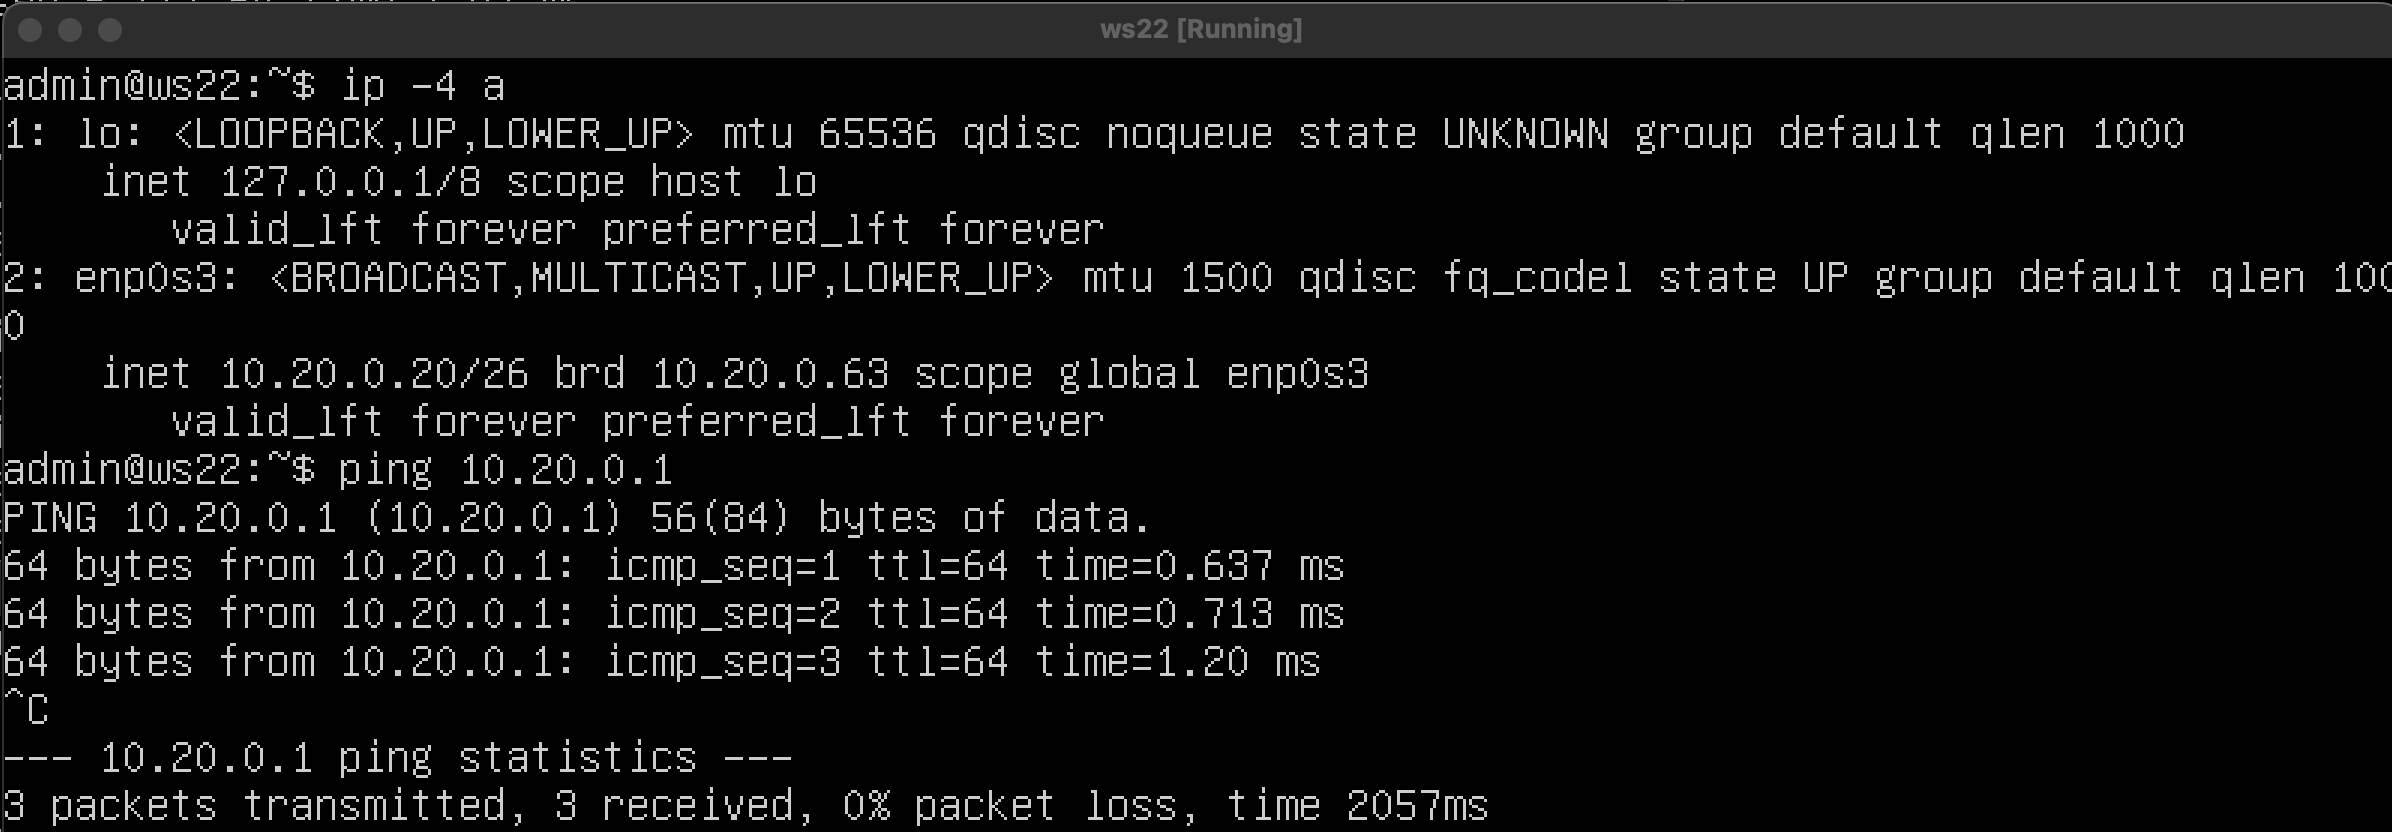 ws22 [Running]
admin@ws22:~$ ip -4 a
1: lo: <LOOPBACK,UP,LOWER_UP> mtu 65536 qdisc noqueue state UNKNOWN group default qlen 1000
    inet 127.0.0.1/8 scope host lo
       valid_lft forever preferred_lft forever
2: enp0s3: <BROADCAST,MULTICAST,UP,LOWER_UP> mtu 1500 qdisc fq_codel state UP group default qlen 100
0
    inet 10.20.0.20/26 brd 10.20.0.63 scope global enp0s3
       valid_lft forever preferred_lft forever
admin@ws22:~$ ping 10.20.0.1
PING 10.20.0.1 (10.20.0.1) 56(84) bytes of data.
64 bytes from 10.20.0.1: icmp_seq=1 ttl=64 time=0.637 ms
64 bytes from 10.20.0.1: icmp_seq=2 ttl=64 time=0.713 ms
64 bytes from 10.20.0.1: icmp_seq=3 ttl=64 time=1.20 ms
^C
--- 10.20.0.1 ping statistics ---
3 packets transmitted, 3 received, 0% packet loss, time 2057ms